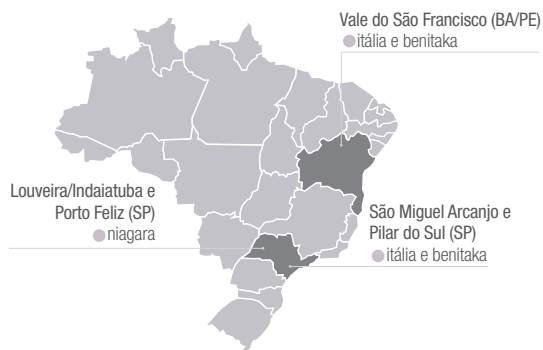 Vale do São Francisco (BA/PE)
itália e benitaka
Louveira/Indaiatuba e
Porto Feliz (SP)
niagara
São Miguel Arcanjo e
Pilar do Sul (SP)
itália e benitaka